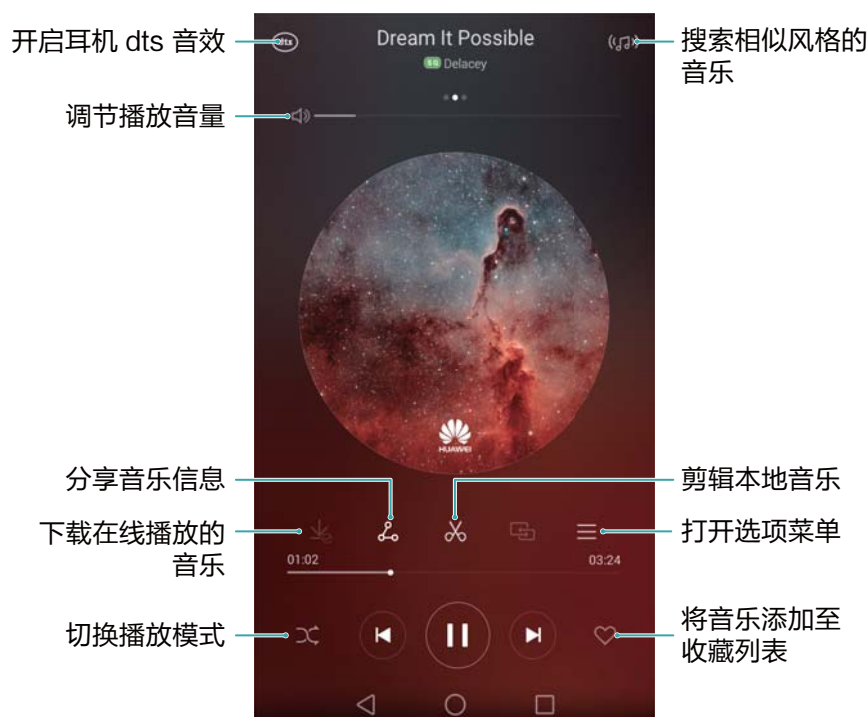 开启耳机 dts 音效
dts
Dream It Possible
搜索相似风格的
音乐
SQ Delacey
调节播放音量
HUAWEI
分享音乐信息
剪辑本地音乐
下载在线播放的
音乐
打开选项菜单
01:02
03:24
切换播放模式
将音乐添加至
收藏列表